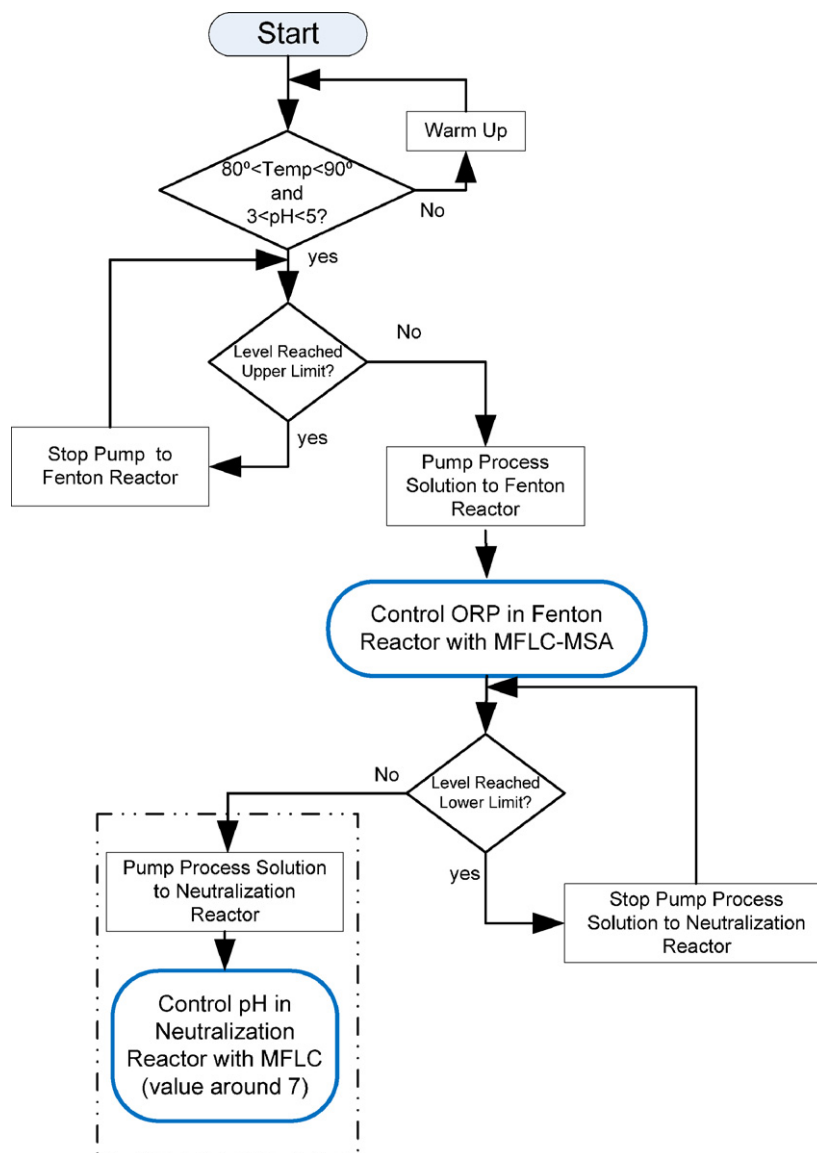 Start
Warm Up
80º<Temp<90º
and
3<pH<5?
No
yes
No
Level Reached
Upper Limit?
yes
Stop Pump to
Fenton Reactor
Pump Process
Solution to Fenton
Reactor
Control ORP in Fenton
Reactor with MFLC-MSA
No
Level Reached
Lower Limit?
yes
Pump Process Solution
to Neutralization
Reactor
Stop Pump Process
Solution to Neutralization
Reactor
Control pH in
Neutralization
Reactor with MFLC
(value around 7)